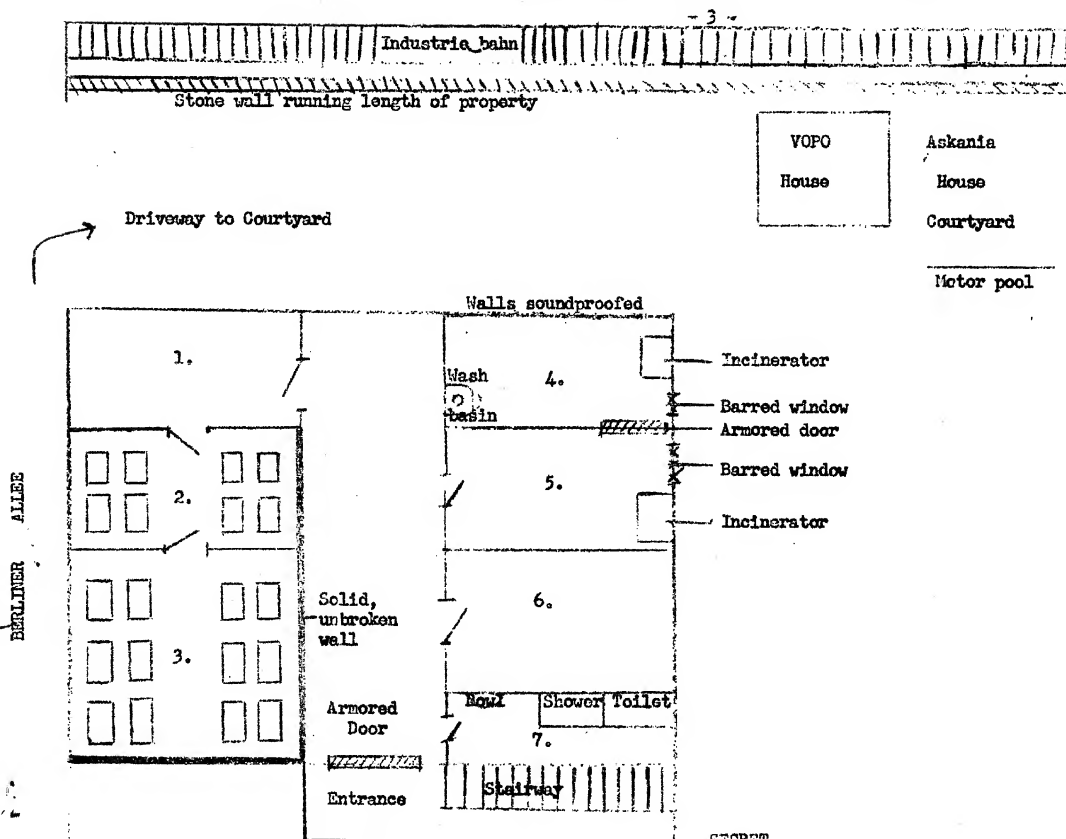 - 3 -
Industrie bahn
Stone wall running length of property
VOPO
House
Askania
House
Courtyard
Motor pool
Driveway to Courtyard
Walls soundproofed
1.
Wash
basin
4.
Incinerator
Barred window
Armored door
2.
5.
Barred window
Incinerator
BERLINER ALLEE
Solid,
unbroken
wall
6.
3.
Bowl
Shower
Toilet
7.
Armored
Door
Stairway
Entrance
SECRET